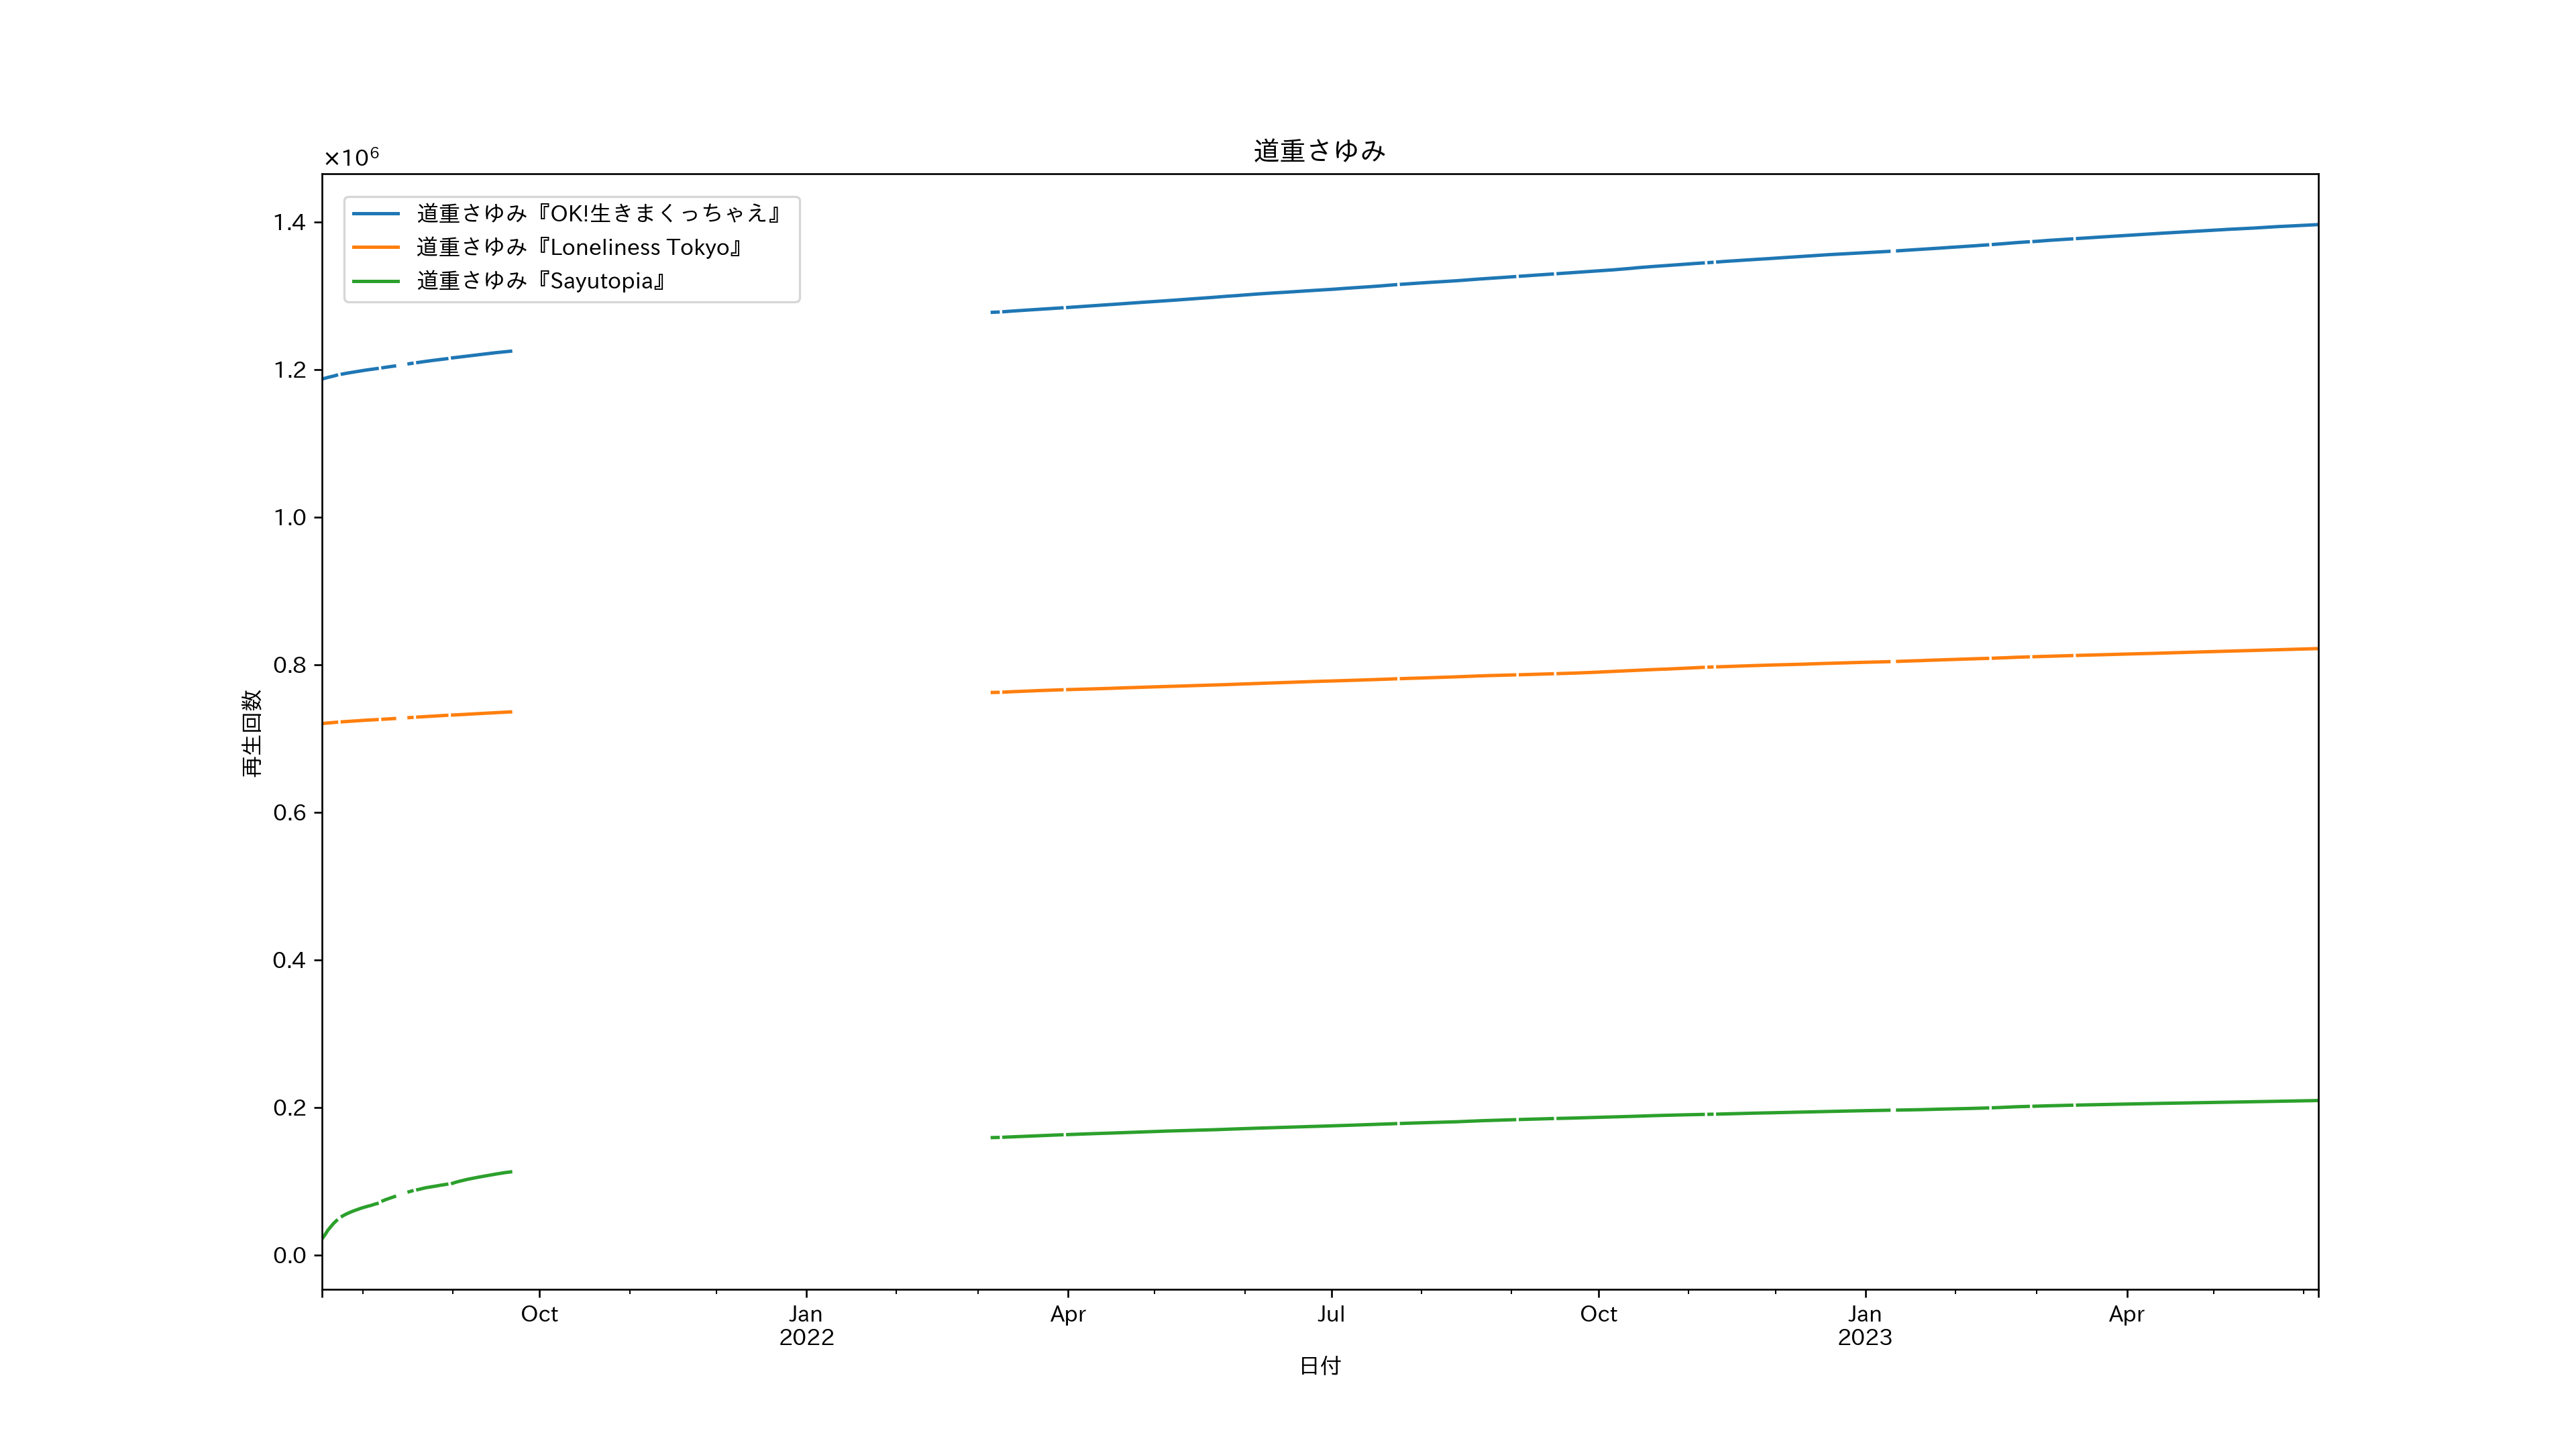 道重さゆみ
×10⁶
道重さゆみ『OK!生きまくっちゃえ』
道重さゆみ『Loneliness Tokyo』
道重さゆみ『Sayutopia』
1.4
1.2
1.0
0.8
0.6
0.4
0.2
0.0
再生回数
Oct
Jan
2022
Apr
Jul
Oct
Jan
2023
Apr
日付